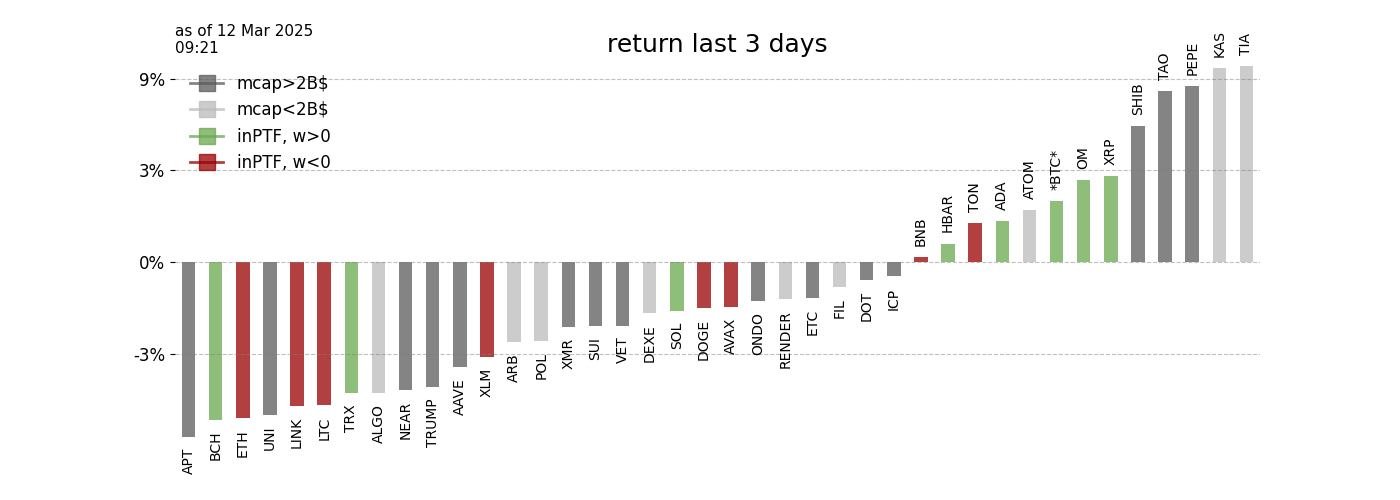 as of 12 Mar 2025
09:21
return last 3 days
mcap>2B$
mcap<2B$
inPTF, w>0
inPTF, w<0
9%
3%
0%
-3%
APT
BCH
ETH
UNI
LINK
LTC
TRX
ALGO
NEAR
TRUMP
AAVE
XLM
ARB
POL
XMR
SUI
VET
DEXE
SOL
DOGE
AVAX
ONDO
RENDER
ETC
FIL
DOT
ICP
BNB
HBAR
TON
ADA
ATOM
*BTC*
OM
XRP
SHIB
TAO
PEPE
KAS
TIA